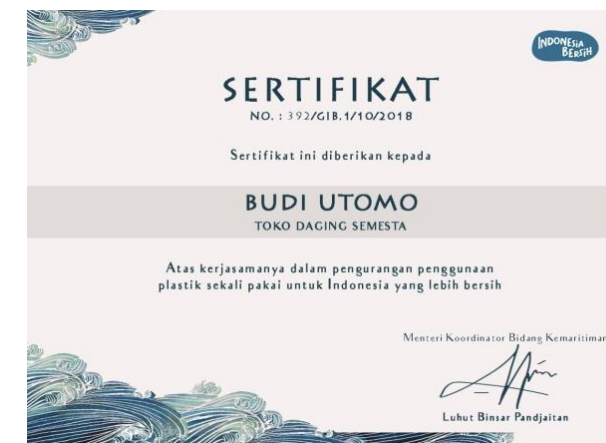 INDONESIA
BERSIH
SERTIFIKAT
NO. : 392/GIB.1/10/2018
Sertifikat ini diberikan kepada
BUDI UTOMO
TOKO DAGING SEMESTA
Atas kerjasamanya dalam pengurangan penggunaan
plastik sekali pakai untuk Indonesia yang lebih bersih
Menteri Koordinator Bidang Kemaritiman
Luhut Binsar Pandjaitan